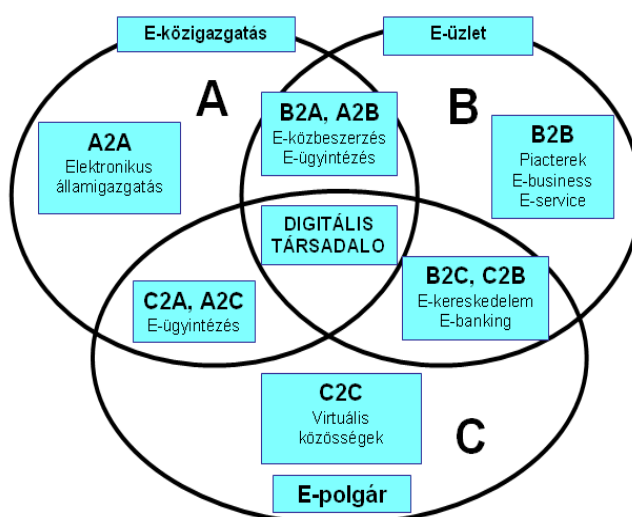 E-közigazgatás
E-üzlet
A
B
B2A, A2B
E-közbeszerzés
E-ügyintézés
A2A
Elektronikus
államigazgatás
B2B
Piacterek
E-business
E-service
DIGITÁLIS
TÁRSADALO
C2A, A2C
E-ügyintézés
B2C, C2B
E-kereskedelem
E-banking
C2C
Virtuális
közösségek
C
E-polgár